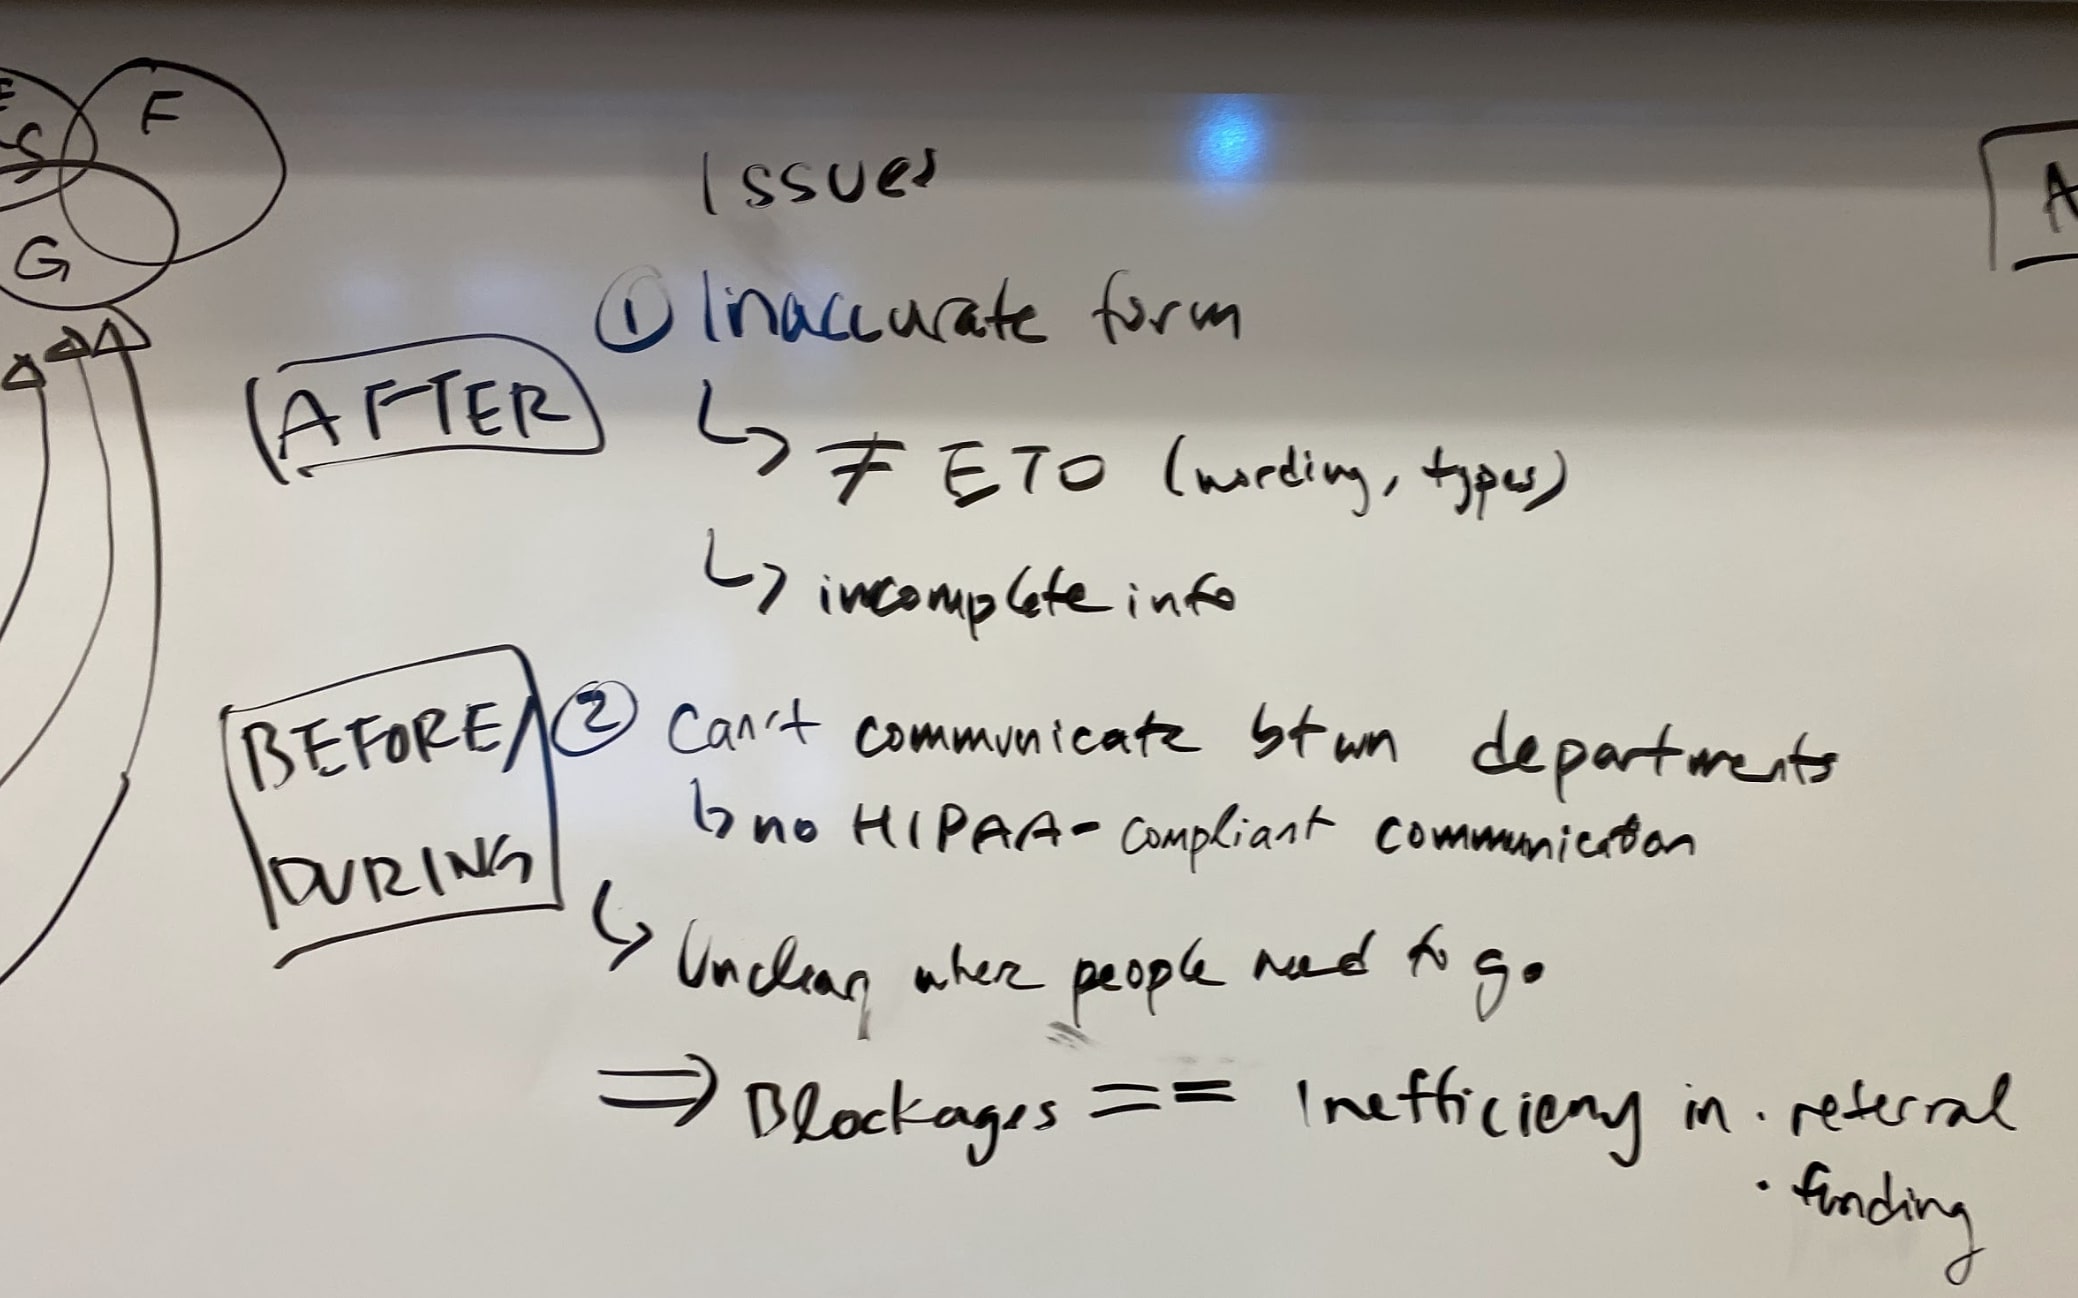 F
S
G
A
Issues
① Inaccurate form
AFTER
↳ ≠ ETO (wording, types)
↳ incomplete info
BEFORE/
DURING
② Can't communicate btwn departments
↳ no HIPAA-compliant communication
↳ Unclear where people need to go
⇒ Blockages == Inefficiency in · referral
· funding